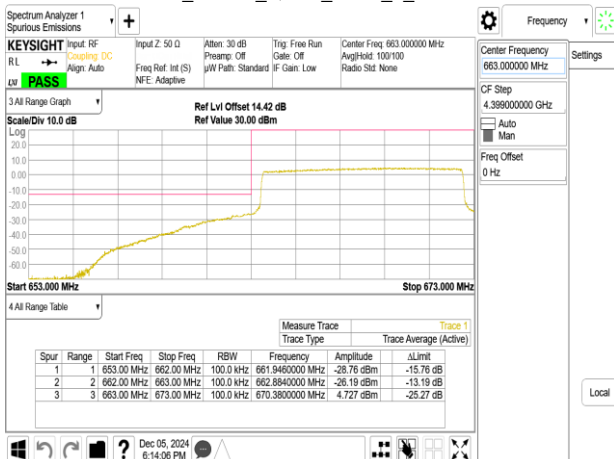 Spectrum Analyzer 1
Spurious Emissions
Frequency
KEYSIGHT Input: RF Input Z: 50 Ω Atten: 30 dB Trig: Free Run Center Freq: 663.000000 MHz
RL Coupling: DC Preamp: Off Gate: Off Avg|Hold: 100/100
Align: Auto Freq Ref: Int (S) µW Path: Standard IF Gain: Low Radio Std: None
PASS NFE: Adaptive
Center Frequency
663.000000 MHz
Settings
CF Step
4.399000000 GHz
Auto
Man
Freq Offset
0 Hz
Local
3 All Range Graph
Ref Lvl Offset 14.42 dB
Scale/Div 10.0 dB Ref Value 30.00 dBm
Log
20.0
10.0
0.00
-10.0
-20.0
-30.0
-40.0
-50.0
-60.0
Start 653.000 MHz Stop 673.000 MHz
4 All Range Table
Measure Trace Trace 1
Trace Type Trace Average (Active)
Spur Range Start Freq Stop Freq RBW Frequency Amplitude ΔLimit
1 1 653.00 MHz 662.00 MHz 100.0 kHz 661.9460000 MHz -28.76 dBm -15.76 dB
2 2 662.00 MHz 663.00 MHz 100.0 kHz 662.8840000 MHz -26.19 dBm -13.19 dB
3 3 663.00 MHz 673.00 MHz 100.0 kHz 670.3800000 MHz 4.727 dBm -25.27 dB
? Dec 05, 2024
6:14:06 PM